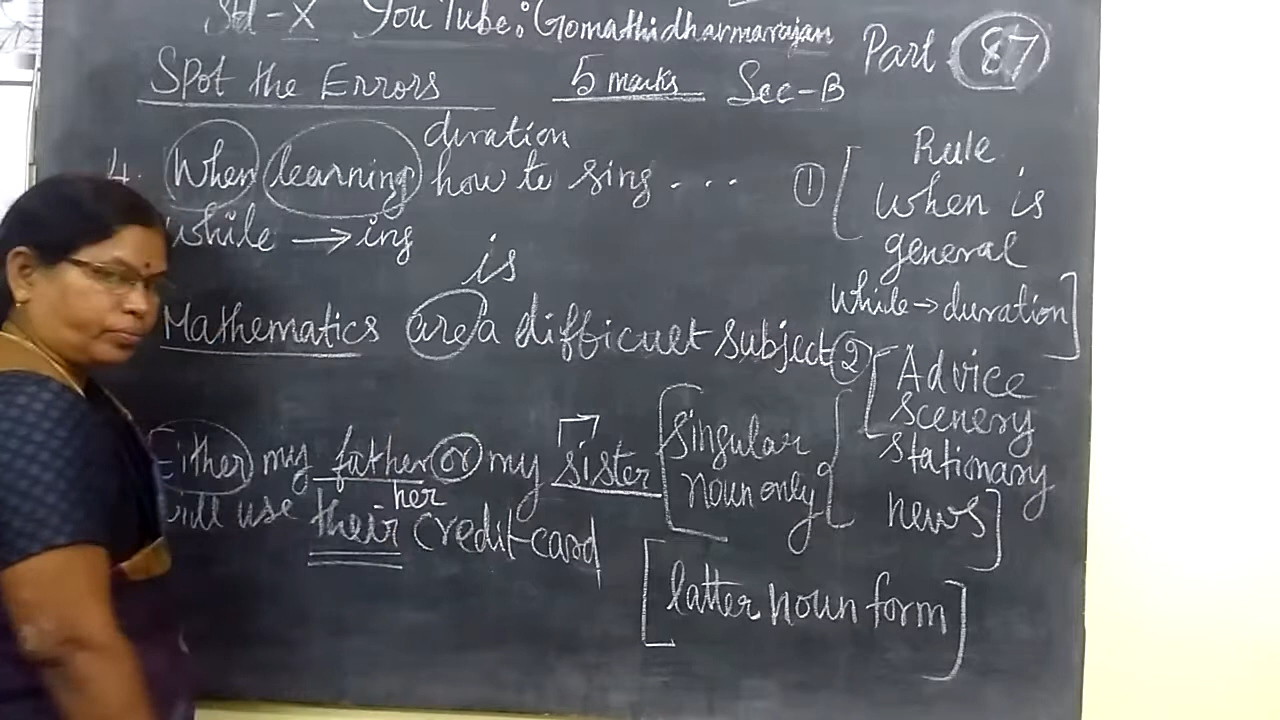 Std-X YouTube: Gomathidharmarajan Part 87
Spot the Errors 5 marks Sec-B
duration
4. When learning how to sing...
while → ing
is
Mathematics are a difficult subject
Either my father or my sister
her
will use their credit-card
① [Rule
when is
general
while → duration]
② [Advice
scenery
stationary
news]
[singular
noun only
[latter noun form]